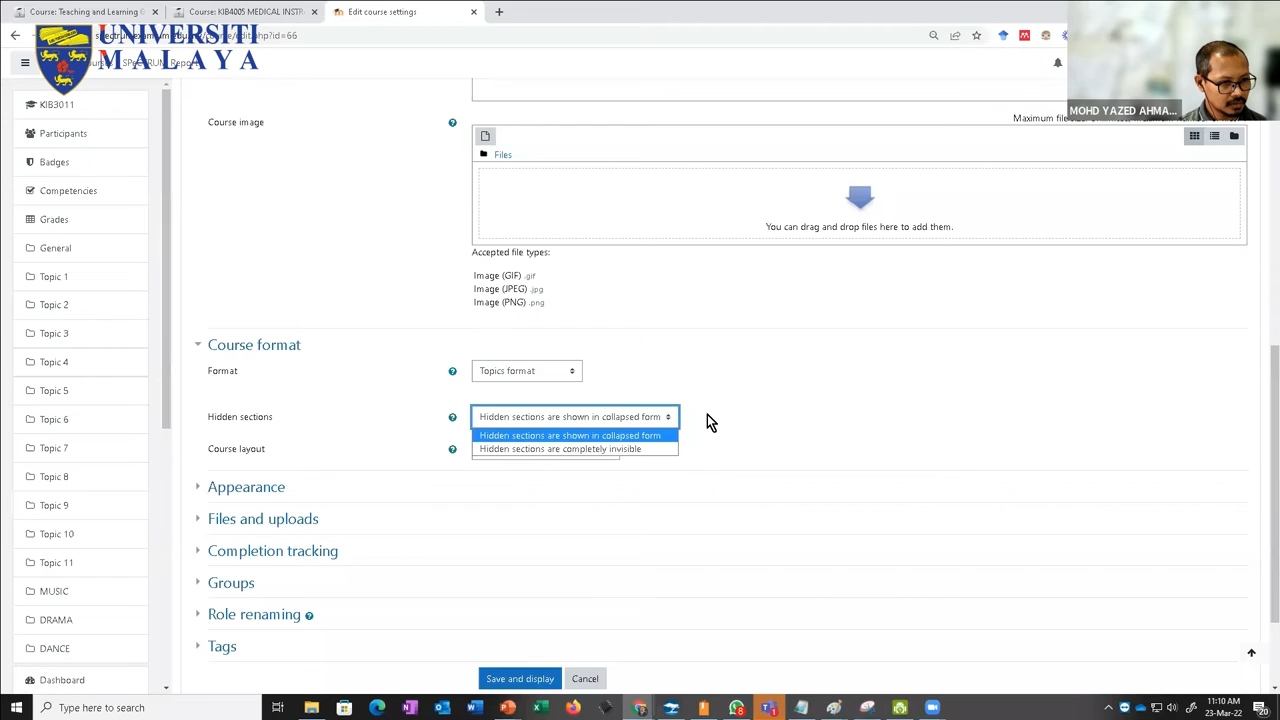 Course: Teaching and Learning
Course: KIB4005 MEDICAL INSTR
Edit course settings
UNIVERSITI
MALAYA
edit.php?id=66
MOHD YAZED AHMA...
KIB3011
Participants
Badges
Competencies
Grades
General
Topic 1
Topic 2
Topic 3
Topic 4
Topic 5
Topic 6
Topic 7
Topic 8
Topic 9
Topic 10
Topic 11
MUSIC
DRAMA
DANCE
Dashboard
Course image
Maximum file
Files
You can drag and drop files here to add them.
Accepted file types:
Image (GIF) .gif
Image (JPEG) .jpg
Image (PNG) .png
Course format
Format
Topics format
Hidden sections
Hidden sections are shown in collapsed form
Hidden sections are shown in collapsed form
Hidden sections are completely invisible
Course layout
Appearance
Files and uploads
Completion tracking
Groups
Role renaming
Tags
Save and display
Cancel
Type here to search
11:10 AM
23-Mar-22
20